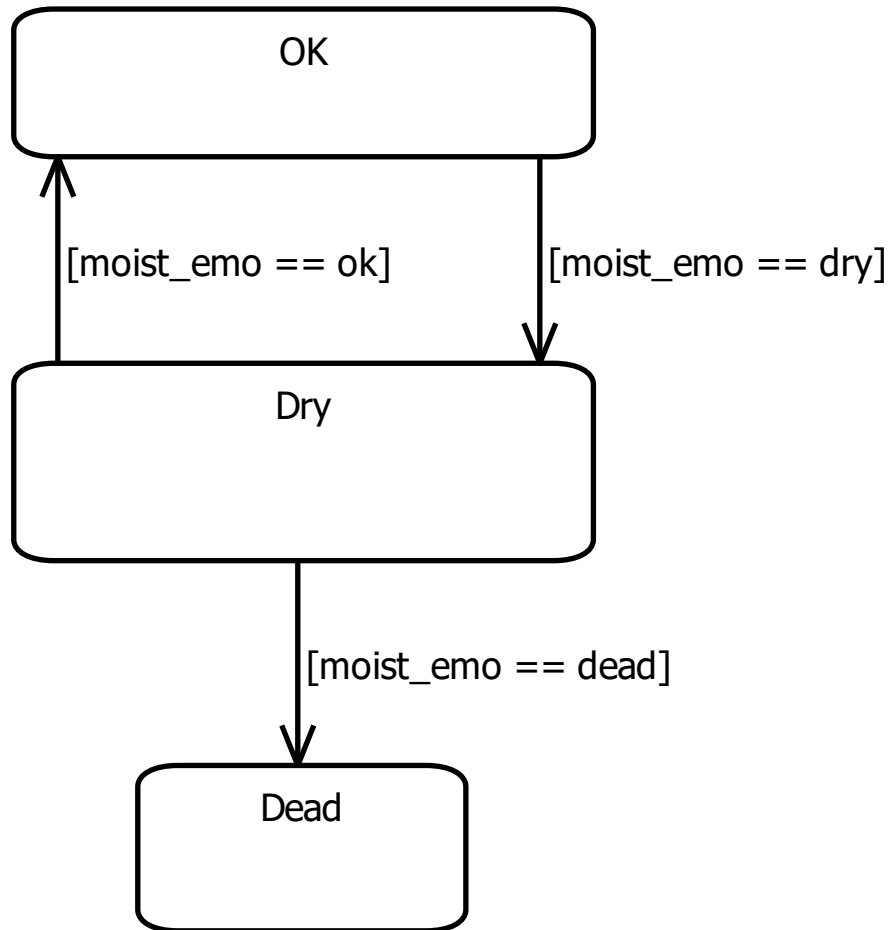 OK
[moist_emo == ok]
[moist_emo == dry]
Dry
[moist_emo == dead]
Dead